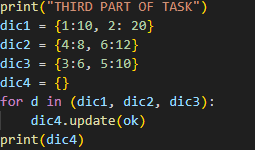 print("THIRD PART OF TASK")
dic1 = {1:10, 2: 20}
dic2 = {4:8, 6:12}
dic3 = {3:6, 5:10}
dic4 = {}
for d in (dic1, dic2, dic3):
    dic4.update(ok)
print(dic4)